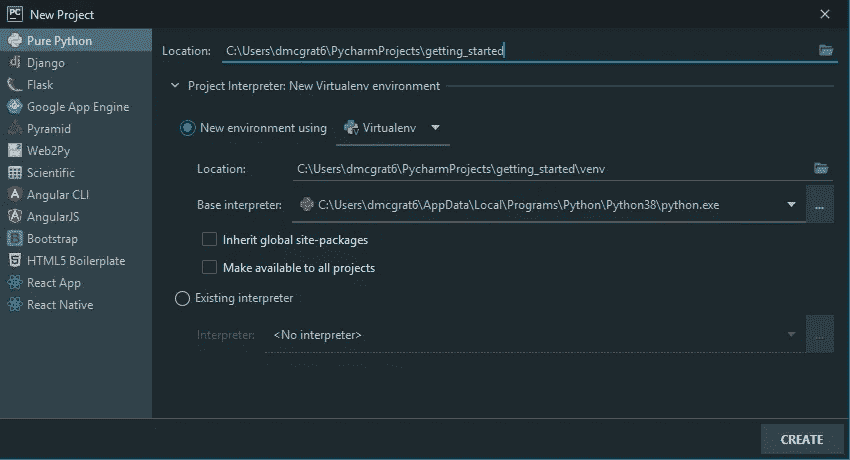 PC New Project
Pure Python
Django
Flask
Google App Engine
Pyramid
Web2Py
Scientific
Angular CLI
AngularJS
Bootstrap
HTML5 Boilerplate
React App
React Native
Location: C:\Users\dmcgrat6\PycharmProjects\getting_started
Project Interpreter: New Virtualenv environment
New environment using Virtualenv
Location: C:\Users\dmcgrat6\PycharmProjects\getting_started\venv
Base interpreter: C:\Users\dmcgrat6\AppData\Local\Programs\Python\Python38\python.exe ...
Inherit global site-packages
Make available to all projects
Existing interpreter
Interpreter: <No interpreter> ...
CREATE